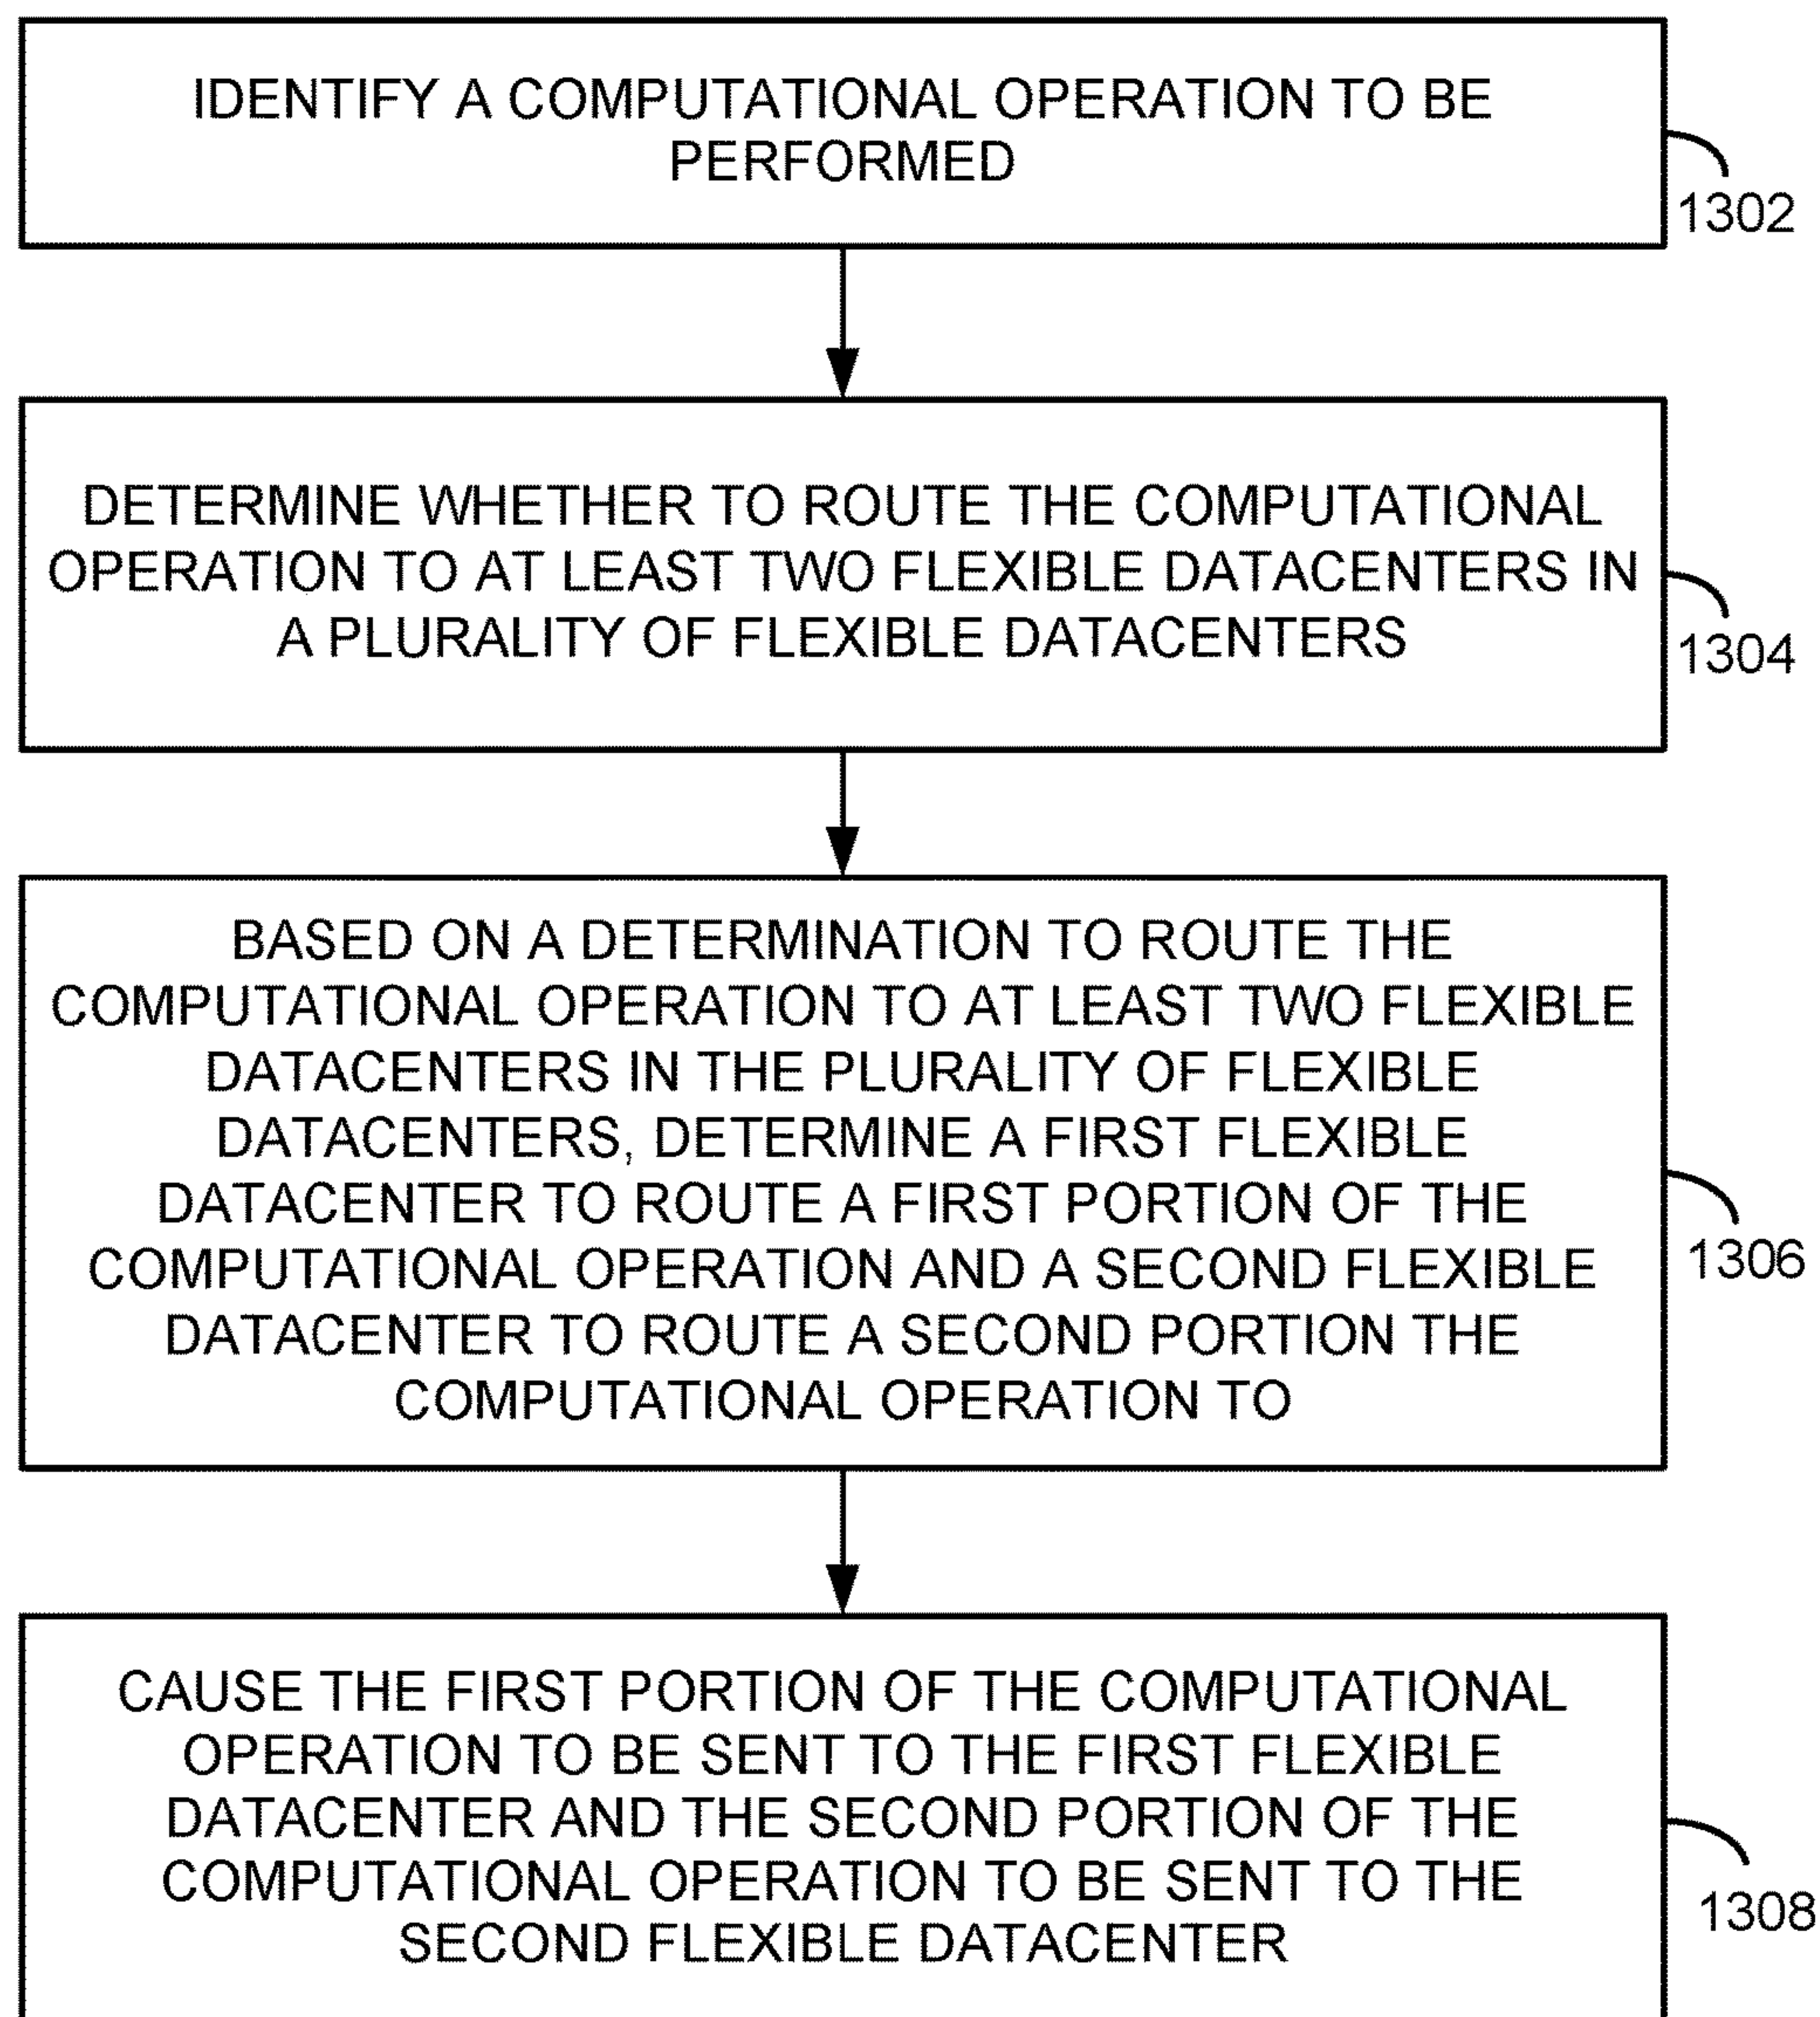 IDENTIFY A COMPUTATIONAL OPERATION TO BE
PERFORMED
1302
DETERMINE WHETHER TO ROUTE THE COMPUTATIONAL
OPERATION TO AT LEAST TWO FLEXIBLE DATACENTERS IN
A PLURALITY OF FLEXIBLE DATACENTERS
1304
BASED ON A DETERMINATION TO ROUTE THE
COMPUTATIONAL OPERATION TO AT LEAST TWO FLEXIBLE
DATACENTERS IN THE PLURALITY OF FLEXIBLE
DATACENTERS, DETERMINE A FIRST FLEXIBLE
DATACENTER TO ROUTE A FIRST PORTION OF THE
COMPUTATIONAL OPERATION AND A SECOND FLEXIBLE
DATACENTER TO ROUTE A SECOND PORTION THE
COMPUTATIONAL OPERATION TO
1306
CAUSE THE FIRST PORTION OF THE COMPUTATIONAL
OPERATION TO BE SENT TO THE FIRST FLEXIBLE
DATACENTER AND THE SECOND PORTION OF THE
COMPUTATIONAL OPERATION TO BE SENT TO THE
SECOND FLEXIBLE DATACENTER
1308